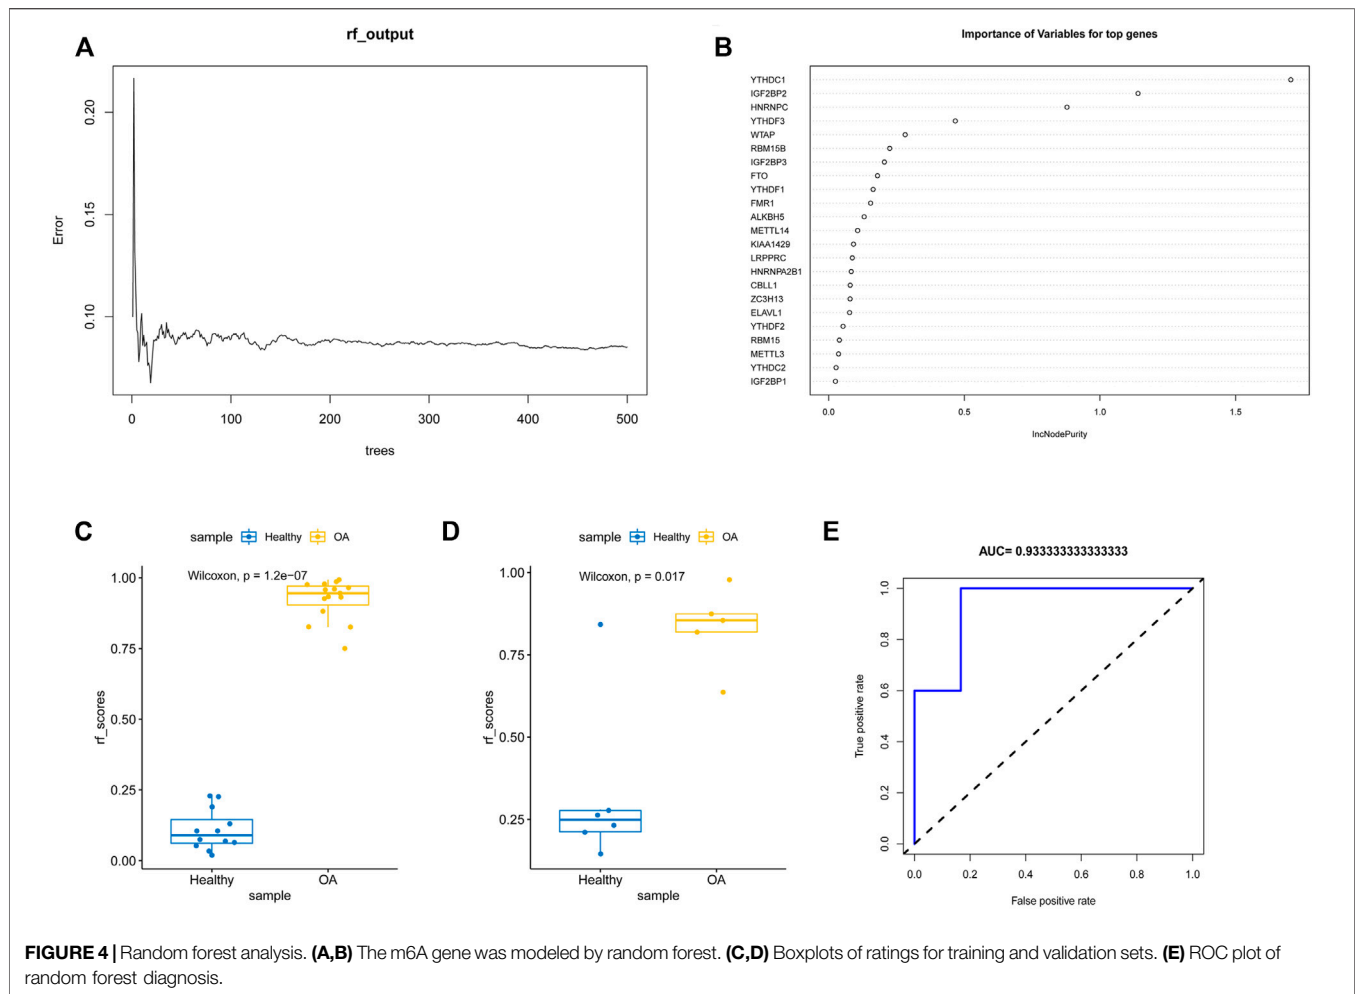 A
rf_output
Error
0.20
0.15
0.10
0
100
200
300
400
500
trees
B
Importance of Variables for top genes
YTHDC1
IGF2BP2
HNRNPC
YTHDF3
WTAP
RBM15B
IGF2BP3
FTO
YTHDF1
FMR1
ALKBH5
METTL14
KIAA1429
LRPPRC
HNRNPA2B1
CBLL1
ZC3H13
ELAVL1
YTHDF2
RBM15
METTL3
YTHDC2
IGF2BP1
0.0
0.5
1.0
1.5
IncNodePurity
C
sample Healthy OA
Wilcoxon, p = 1.2e−07
rf_scores
1.00
0.75
0.50
0.25
0.00
Healthy
OA
sample
D
sample Healthy OA
Wilcoxon, p = 0.017
rf_scores
1.00
0.75
0.50
0.25
Healthy
OA
sample
E
AUC= 0.933333333333333
True positive rate
1.0
0.8
0.6
0.4
0.2
0.0
0.0
0.2
0.4
0.6
0.8
1.0
False positive rate
FIGURE 4 | Random forest analysis. (A,B) The m6A gene was modeled by random forest. (C,D) Boxplots of ratings for training and validation sets. (E) ROC plot of
random forest diagnosis.